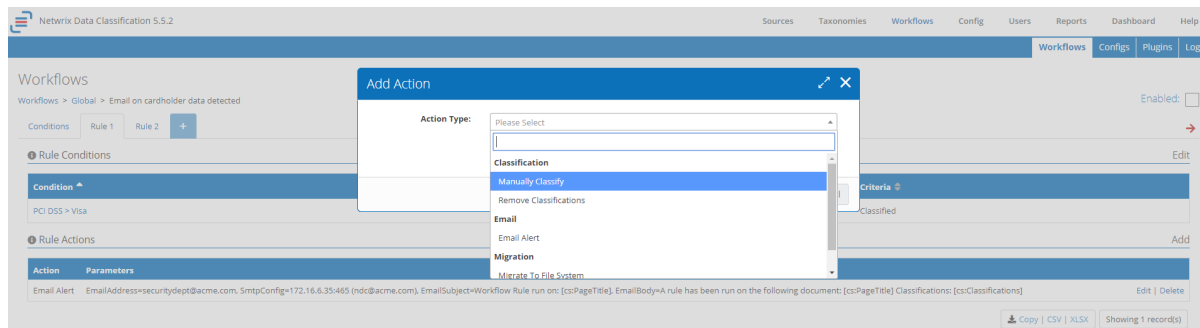 Netwrix Data Classification 5.5.2
Sources Taxonomies Workflows Config Users Reports Dashboard Help
Workflows Configs Plugins Log
Workflows
Workflows > Global > Email on cardholder data detected
Enabled:
Conditions Rule 1 Rule 2 +
Add Action
Action Type: Please Select
Classification
Manually Classify
Remove Classifications
Email
Email Alert
Migration
Migrate To File System
Rule Conditions Edit
Condition Criteria
PCI DSS > Visa Classified
Rule Actions Add
Action Parameters
Email Alert EmailAddress=securitydept@acme.com, SmtpConfig=172.16.6.35:465 (ndc@acme.com), EmailSubject=Workflow Rule run on: [cs:PageTitle], EmailBody=A rule has been run on the following document: [cs:PageTitle] Classifications: [cs:Classifications] Edit | Delete
Copy | CSV | XLSX Showing 1 record(s)